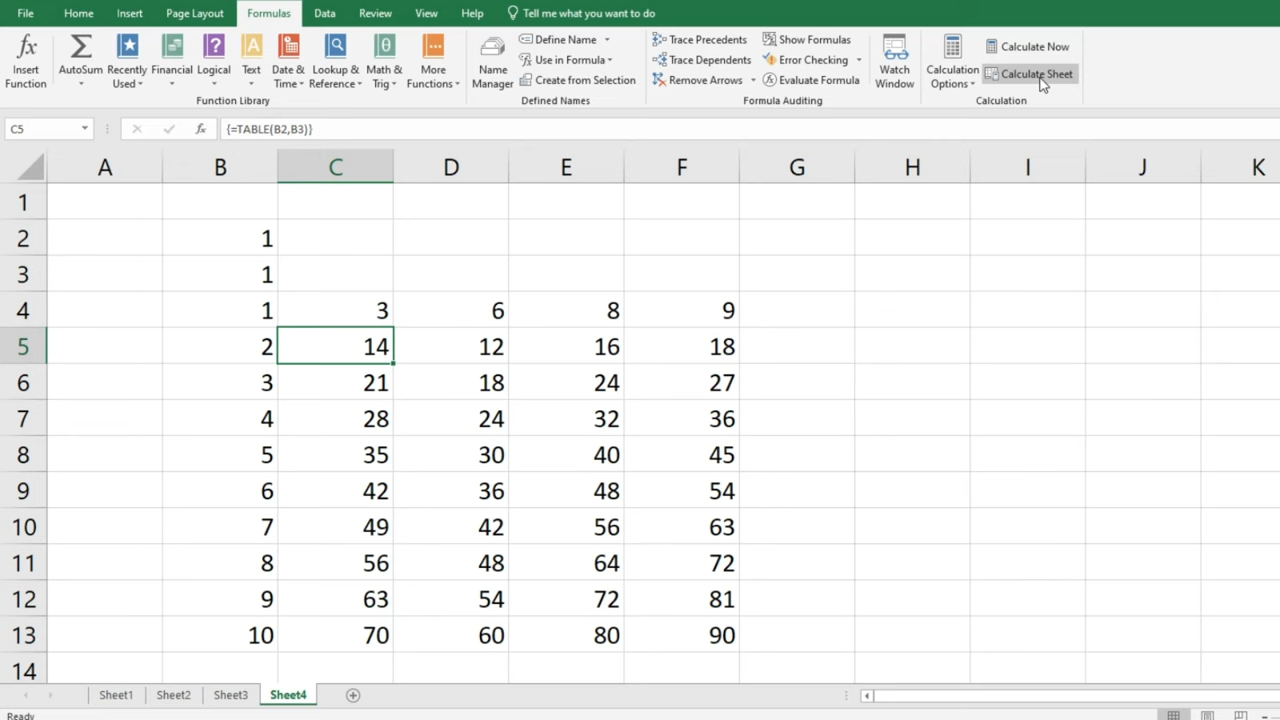 File Home Insert Page Layout Formulas Data Review View Help Tell me what you want to do
fx Σ ? A θ ...
Insert Function AutoSum Recently Used Financial Logical Text Date & Time Lookup & Reference Math & Trig More Functions
Function Library
Name Manager
Define Name
Use in Formula
Create from Selection
Defined Names
Trace Precedents Show Formulas
Trace Dependents Error Checking
Remove Arrows Evaluate Formula
Formula Auditing
Watch Window
Calculation Options
Calculate Now
Calculate Sheet
Calculation
C5 fx {=TABLE(B2,B3)}
A B C D E F G H I J K
1
2 1
3 1
4 1 3 6 8 9
5 2 14 12 16 18
6 3 21 18 24 27
7 4 28 24 32 36
8 5 35 30 40 45
9 6 42 36 48 54
10 7 49 42 56 63
11 8 56 48 64 72
12 9 63 54 72 81
13 10 70 60 80 90
14
Sheet1 Sheet2 Sheet3 Sheet4
Ready